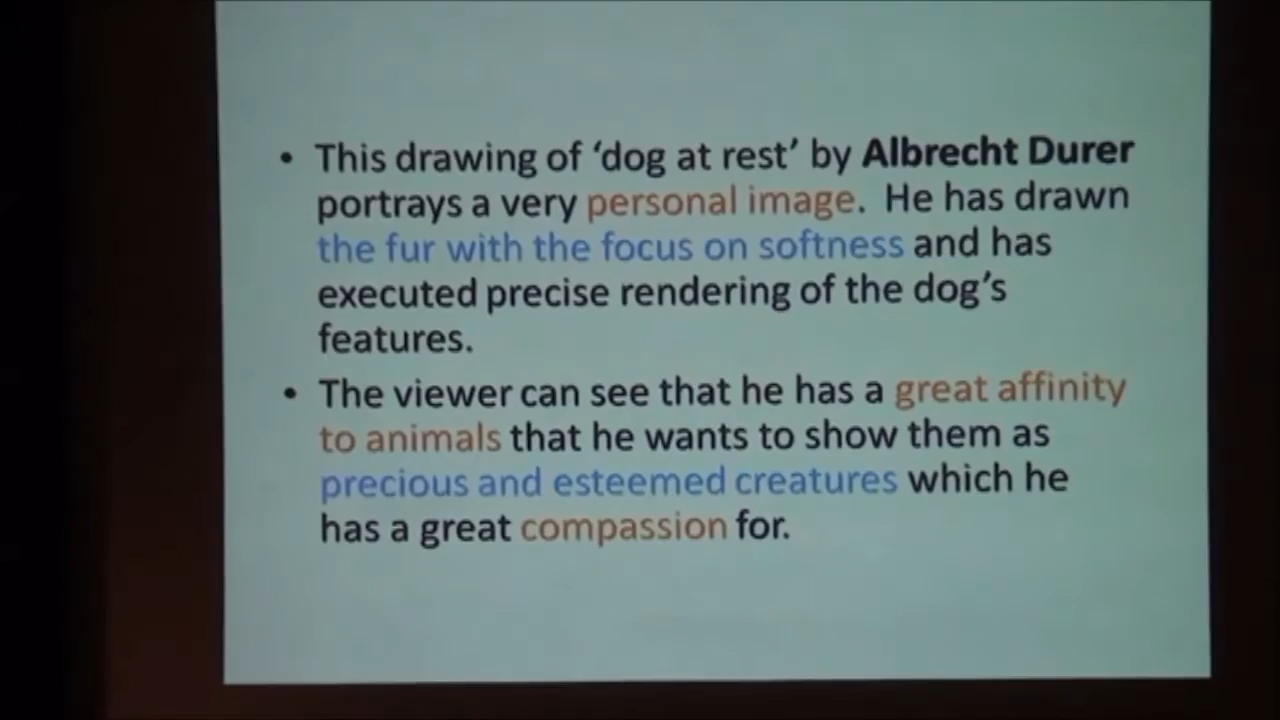 • This drawing of ‘dog at rest’ by Albrecht Durer
portrays a very personal image.  He has drawn
the fur with the focus on softness and has
executed precise rendering of the dog’s
features.
• The viewer can see that he has a great affinity
to animals that he wants to show them as
precious and esteemed creatures which he
has a great compassion for.